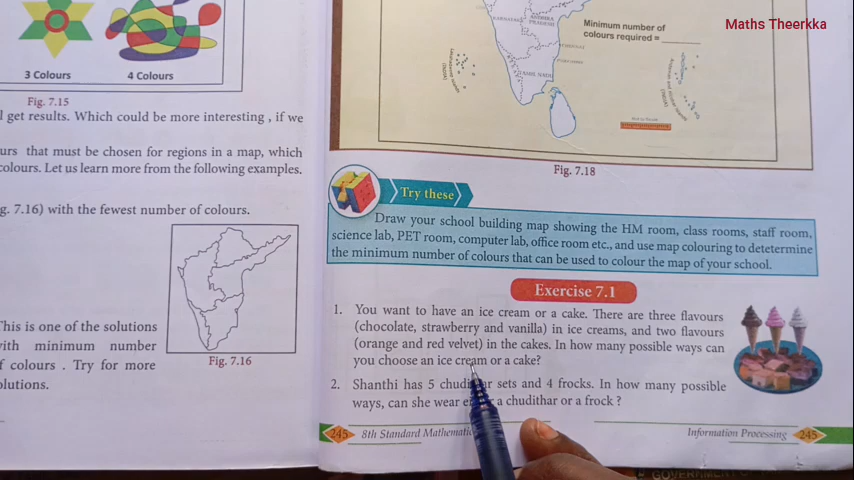 Maths Theerkka
3 Colours
4 Colours
Fig. 7.15
l get results. Which could be more interesting , if we
urs that must be chosen for regions in a map, which
colours. Let us learn more from the following examples.
g. 7.16) with the fewest number of colours.
This is one of the solutions
with minimum number
f colours . Try for more
olutions.
Fig. 7.16
KARNATAKA
ANDHRA
PRADESH
TAMIL NADU
Minimum number of
colours required =
Fig. 7.18
Try these
Draw your school building map showing the HM room, class rooms, staff room,
science lab, PET room, computer lab, office room etc., and use map colouring to detetermine
the minimum number of colours that can be used to colour the map of your school.
Exercise 7.1
1. You want to have an ice cream or a cake. There are three flavours
(chocolate, strawberry and vanilla) in ice creams, and two flavours
(orange and red velvet) in the cakes. In how many possible ways can
you choose an ice cream or a cake?
2. Shanthi has 5 chudi ar sets and 4 frocks. In how many possible
ways, can she wear a chudithar or a frock ?
245 8th Standard Mathematic
Information Processing 245